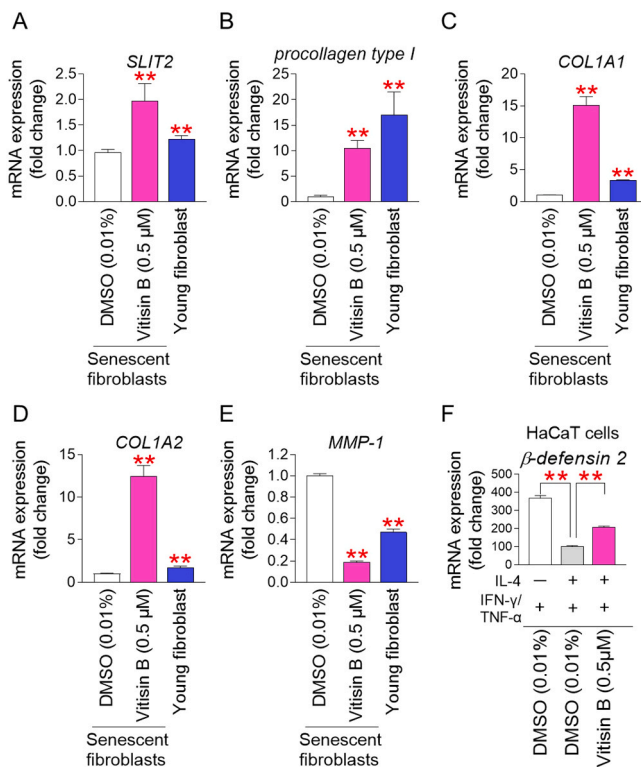 A
SLIT2
mRNA expression
(fold change)
2.5
2.0
1.5
1.0
0.5
0.0
**
**
DMSO (0.01%)
Vitisin B (0.5 µM)
Young fibroblast
Senescent
fibroblasts
B
procollagen type I
mRNA expression
(fold change)
25
20
15
10
5
0
**
**
DMSO (0.01%)
Vitisin B (0.5 µM)
Young fibroblast
Senescent
fibroblasts
C
COL1A1
mRNA expression
(fold change)
20
15
10
5
0
**
**
DMSO (0.01%)
Vitisin B (0.5 µM)
Young fibroblast
Senescent
fibroblasts
D
COL1A2
mRNA expression
(fold change)
15
10
5
0
**
**
DMSO (0.01%)
Vitisin B (0.5 µM)
Young fibroblast
Senescent
fibroblasts
E
MMP-1
mRNA expression
(fold change)
1.2
1.0
0.8
0.6
0.4
0.2
0.0
**
**
DMSO (0.01%)
Vitisin B (0.5 µM)
Young fibroblast
Senescent
fibroblasts
F
HaCaT cells
β-defensin 2
mRNA expression
(fold change)
500
400
300
200
100
0
** **
IL-4 — + +
IFN-γ/
TNF-α + + +
DMSO (0.01%)
DMSO (0.01%)
Vitisin B (0.5µM)